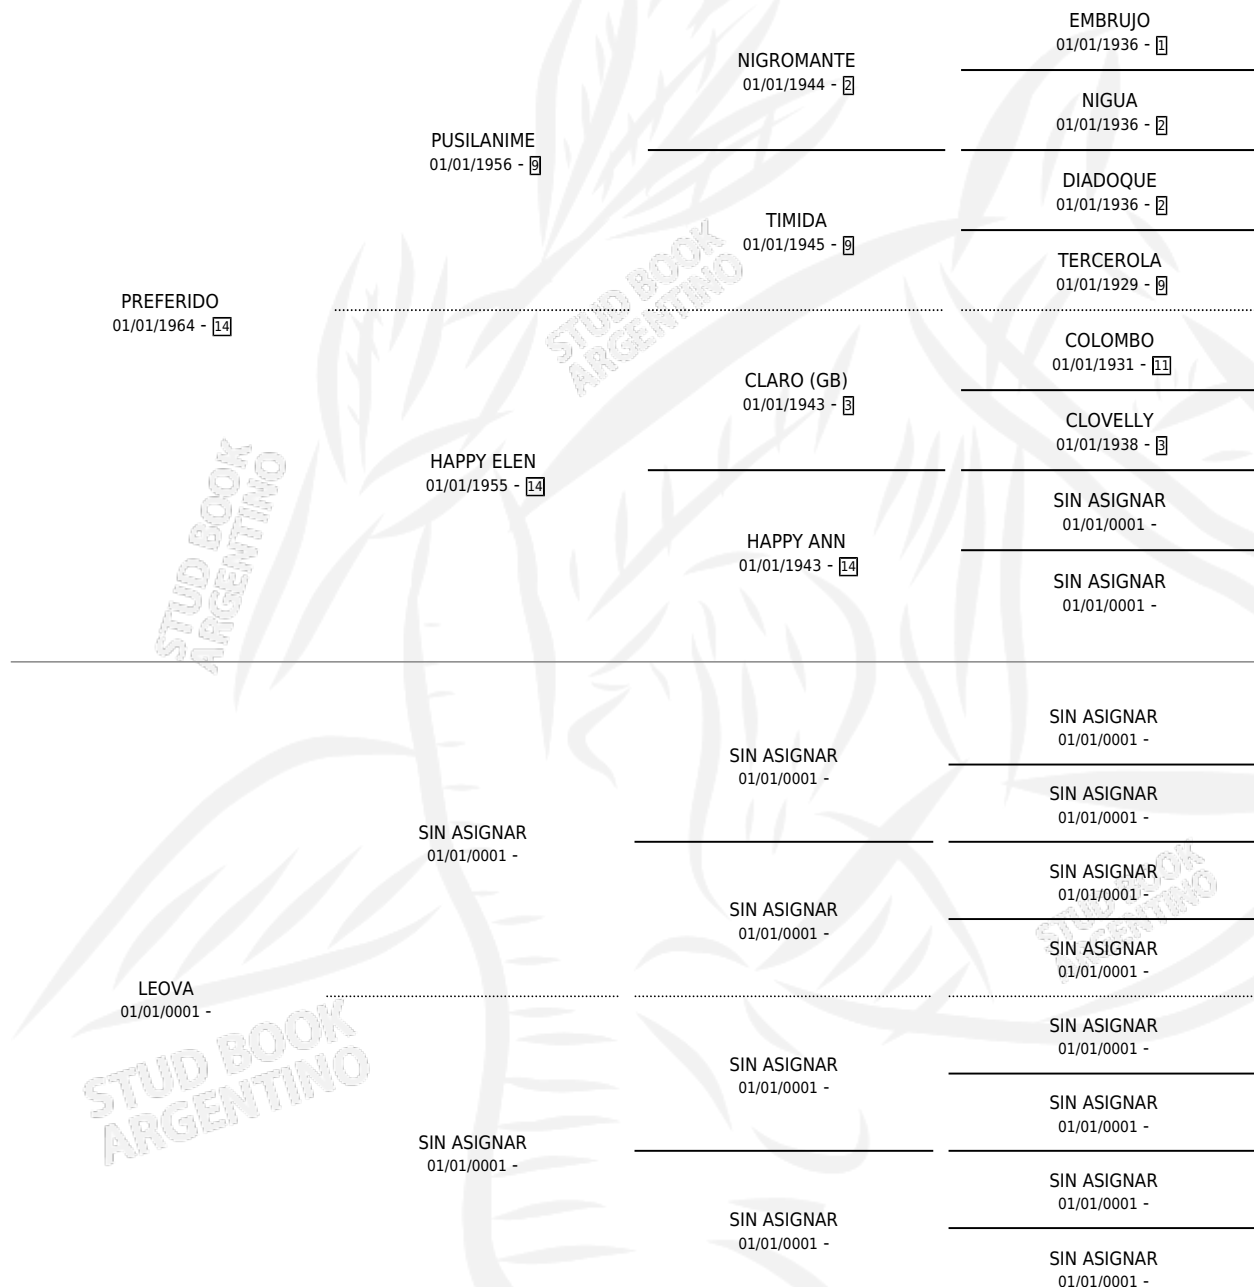 EMBRUJO
01/01/1936 - 1
NIGROMANTE
01/01/1944 - 2
NIGUA
01/01/1936 - 2
PUSILANIME
01/01/1956 - 9
DIADOQUE
01/01/1936 - 2
TIMIDA
01/01/1945 - 9
TERCEROLA
01/01/1929 - 9
PREFERIDO
01/01/1964 - 14
COLOMBO
01/01/1931 - 11
CLARO (GB)
01/01/1943 - 3
CLOVELLY
01/01/1938 - 3
HAPPY ELEN
01/01/1955 - 14
SIN ASIGNAR
01/01/0001 -
HAPPY ANN
01/01/1943 - 14
SIN ASIGNAR
01/01/0001 -
STUD BOOK
ARGENTINO
STUD BOOK
ARGENTINO
SIN ASIGNAR
01/01/0001 -
SIN ASIGNAR
01/01/0001 -
SIN ASIGNAR
01/01/0001 -
SIN ASIGNAR
01/01/0001 -
SIN ASIGNAR
01/01/0001 -
SIN ASIGNAR
01/01/0001 -
SIN ASIGNAR
01/01/0001 -
STUD BOOK
ARGENTINO
LEOVA
01/01/0001 -
SIN ASIGNAR
01/01/0001 -
SIN ASIGNAR
01/01/0001 -
SIN ASIGNAR
01/01/0001 -
SIN ASIGNAR
01/01/0001 -
SIN ASIGNAR
01/01/0001 -
SIN ASIGNAR
01/01/0001 -
SIN ASIGNAR
01/01/0001 -
STUD BOOK
ARGENTINO